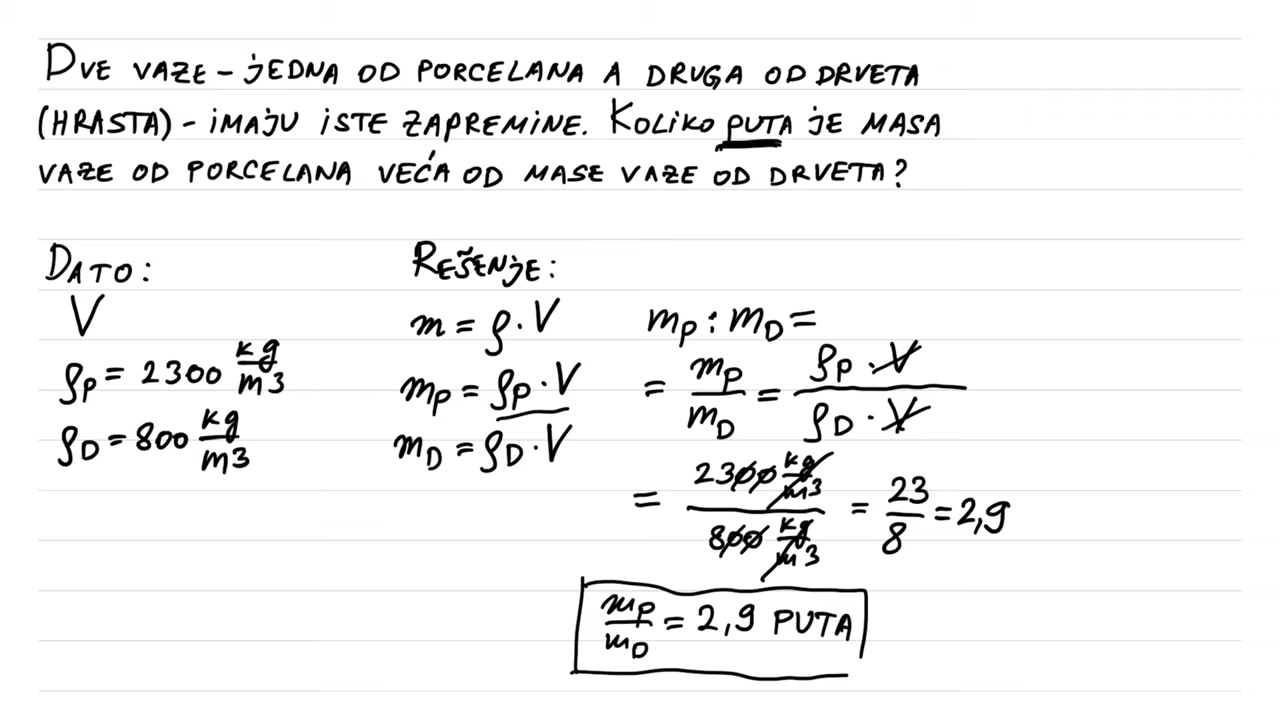 DVE VAZE - JEDNA OD PORCELANA A DRUGA OD DRVETA
(HRASTA) - IMAJU ISTE ZAPREMINE. KOLIKO PUTA JE MASA
VAZE OD PORCELANA VEĆA OD MASE VAZE OD DRVETA?
DATO:
V
ρP = 2300 kg/m3
ρD = 800 kg/m3
REŠENJE:
m = ρ · V
mP = ρP · V
mD = ρD · V
mP : mD =
= mP/mD = ρP · V / ρD · V
= 2300 kg/m3 / 800 kg/m3 = 23/8 = 2,9
mP/mD = 2,9 PUTA